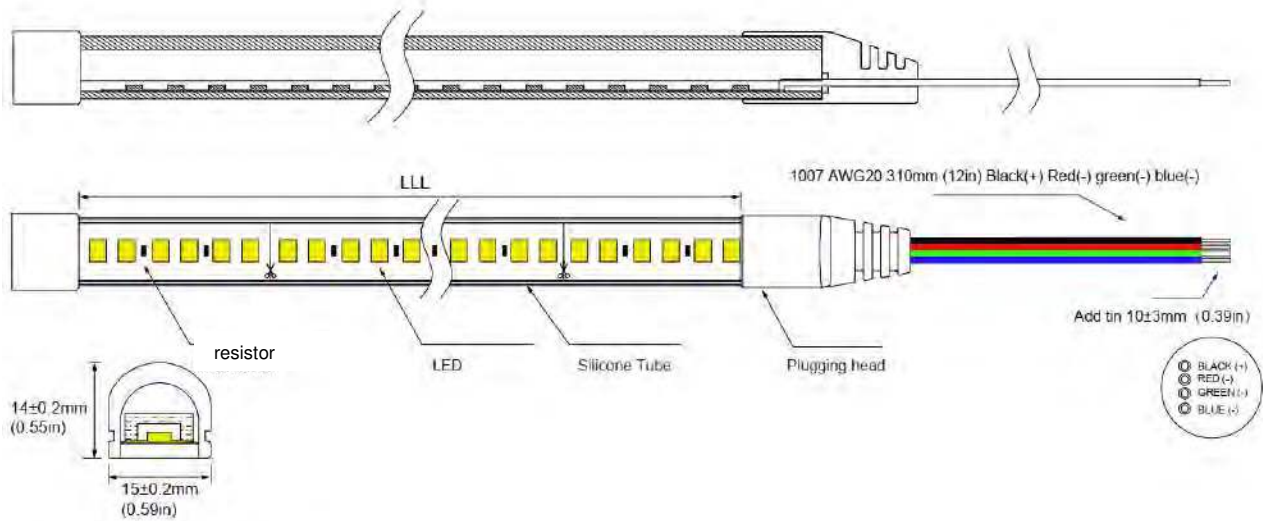 LLL
1007 AWG20 310mm (12in) Black(+) Red(-) green(-) blue(-)
Add tin 10±3mm (0.39in)
resistor
LED
Silicone Tube
Plugging head
BLACK (+)
RED (-)
GREEN (-)
BLUE (-)
14±0.2mm
(0.55in)
15±0.2mm
(0.59in)